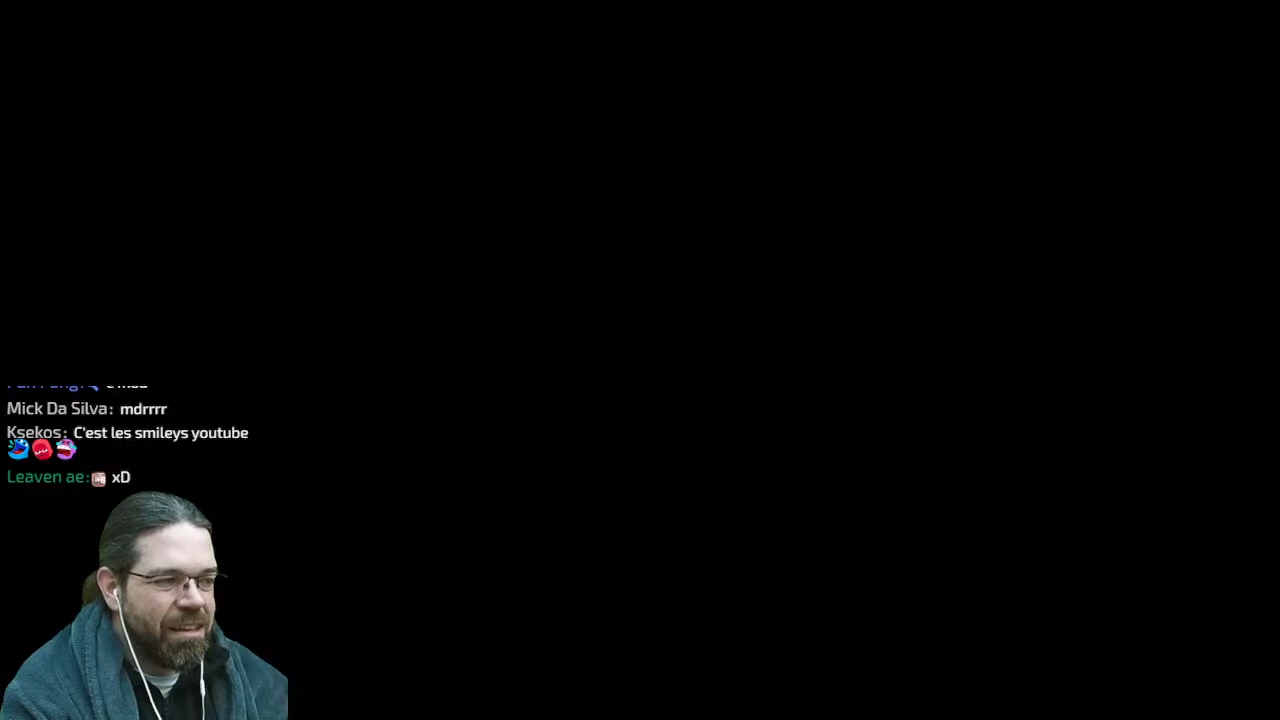 Mick Da Silva: mdrrrr
Ksekos: C'est les smileys youtube
Leaven ae: xD